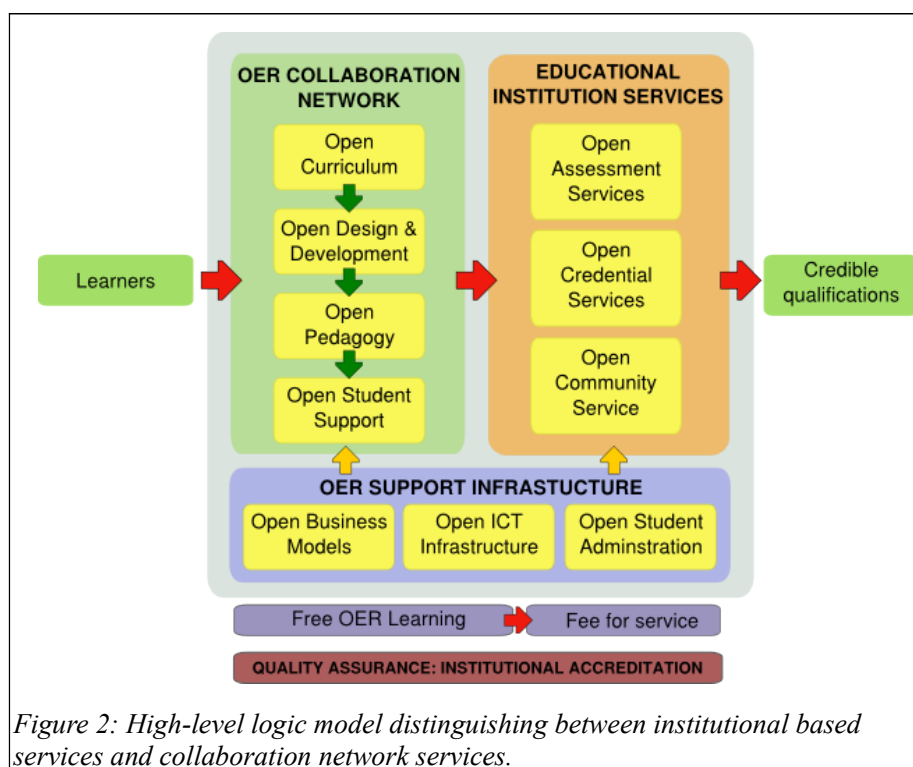 OER COLLABORATION
NETWORK
Open
Curriculum
Open Design &
Development
Open
Pedagogy
Open Student
Support
EDUCATIONAL
INSTITUTION SERVICES
Open
Assessment
Services
Open
Credential
Services
Open
Community
Service
Learners
Credible
qualifications
OER SUPPORT INFRASTUCTURE
Open Business
Models
Open ICT
Infrastructure
Open Student
Adminstration
Free OER Learning
Fee for service
QUALITY ASSURANCE: INSTITUTIONAL ACCREDITATION
Figure 2: High-level logic model distinguishing between institutional based
services and collaboration network services.